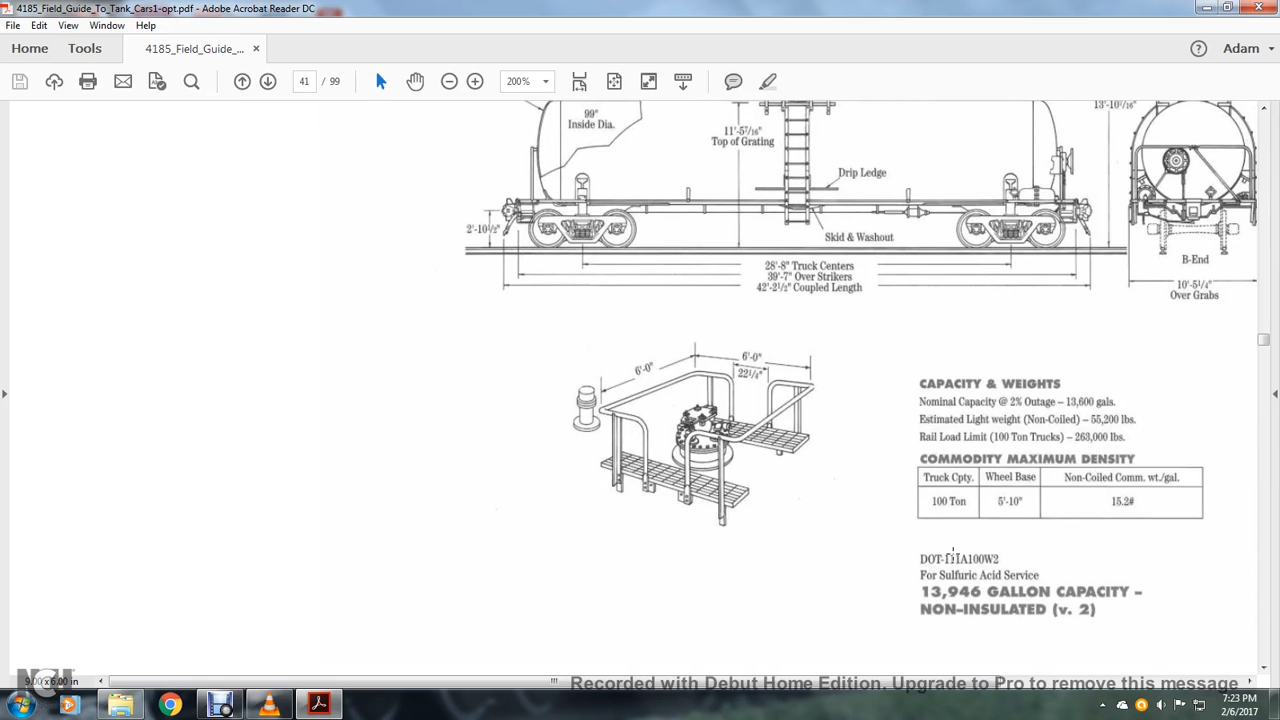 4185_Field_Guide_To_Tank_Cars1-opt.pdf - Adobe Acrobat Reader DC
File Edit View Window Help
Home Tools 4185_Field_Guide_... × Adam
41 / 99 200%
99"
Inside Dia.
11'-5 7/16"
Top of Grating
Drip Ledge
2'-10½"
Skid & Washout
28'-8" Truck Centers
39'-7" Over Strikers
42'-2½" Coupled Length
B-End
10'-5¼"
Over Grabs
6'-0" 6'-0"
22¼"
CAPACITY & WEIGHTS
Nominal Capacity @ 2% Outage – 13,600 gals.
Estimated Light weight (Non-Coiled) – 55,200 lbs.
Rail Load Limit (100 Ton Trucks) – 263,000 lbs.
COMMODITY MAXIMUM DENSITY
Truck Cpty. Wheel Base Non-Coiled Comm. wt./gal.
100 Ton 5'-10" 15.2#
DOT-111A100W2
For Sulfuric Acid Service
13,946 GALLON CAPACITY –
NON-INSULATED (v. 2)
9.00 x 6.00 in
Recorded with Debut Home Edition. Upgrade to Pro to remove this message
7:23 PM
2/6/2017